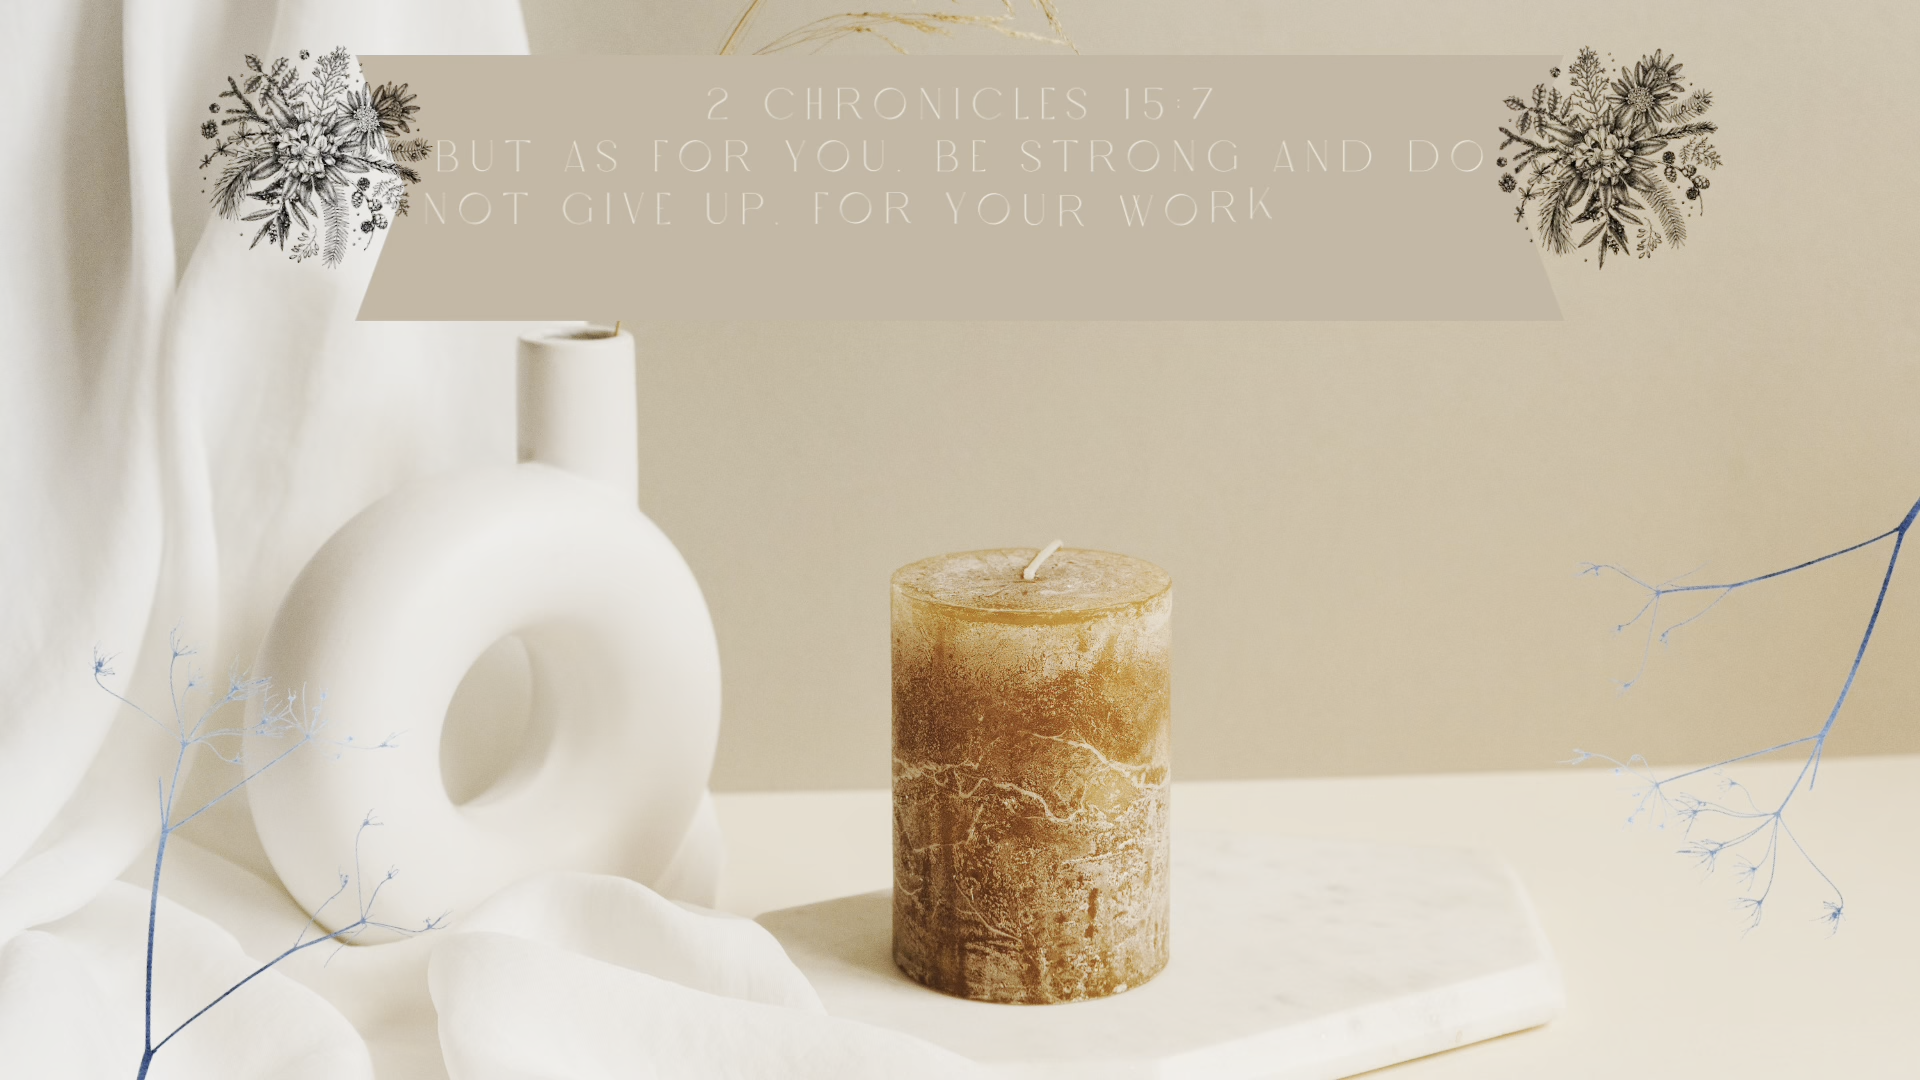 2 CHRONICLES 15:7
BUT AS FOR YOU, BE STRONG AND DO
NOT GIVE UP, FOR YOUR WORK